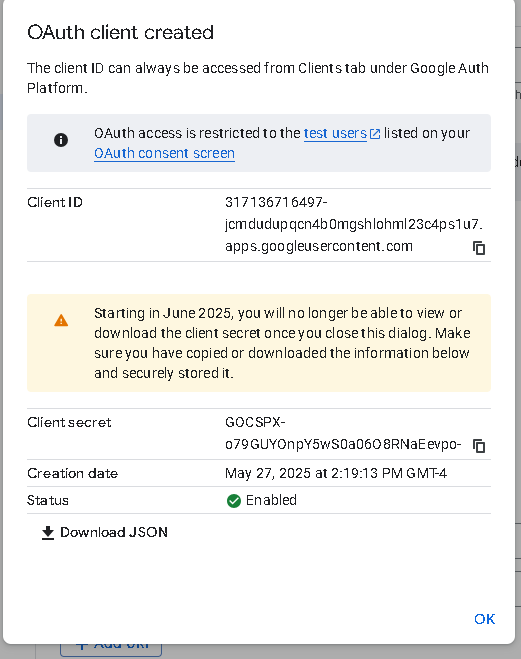 OAuth client created
The client ID can always be accessed from Clients tab under Google Auth
Platform.
OAuth access is restricted to the test users listed on your
OAuth consent screen
Client ID
317136716497-
jcmdudupqcn4b0mgshlohml23c4ps1u7.
apps.googleusercontent.com
Starting in June 2025, you will no longer be able to view or
download the client secret once you close this dialog. Make
sure you have copied or downloaded the information below
and securely stored it.
Client secret
GOCSPX-
o79GUYOnpY5wS0a06O8RNaEevpo-
Creation date
May 27, 2025 at 2:19:13 PM GMT-4
Status
Enabled
Download JSON
OK